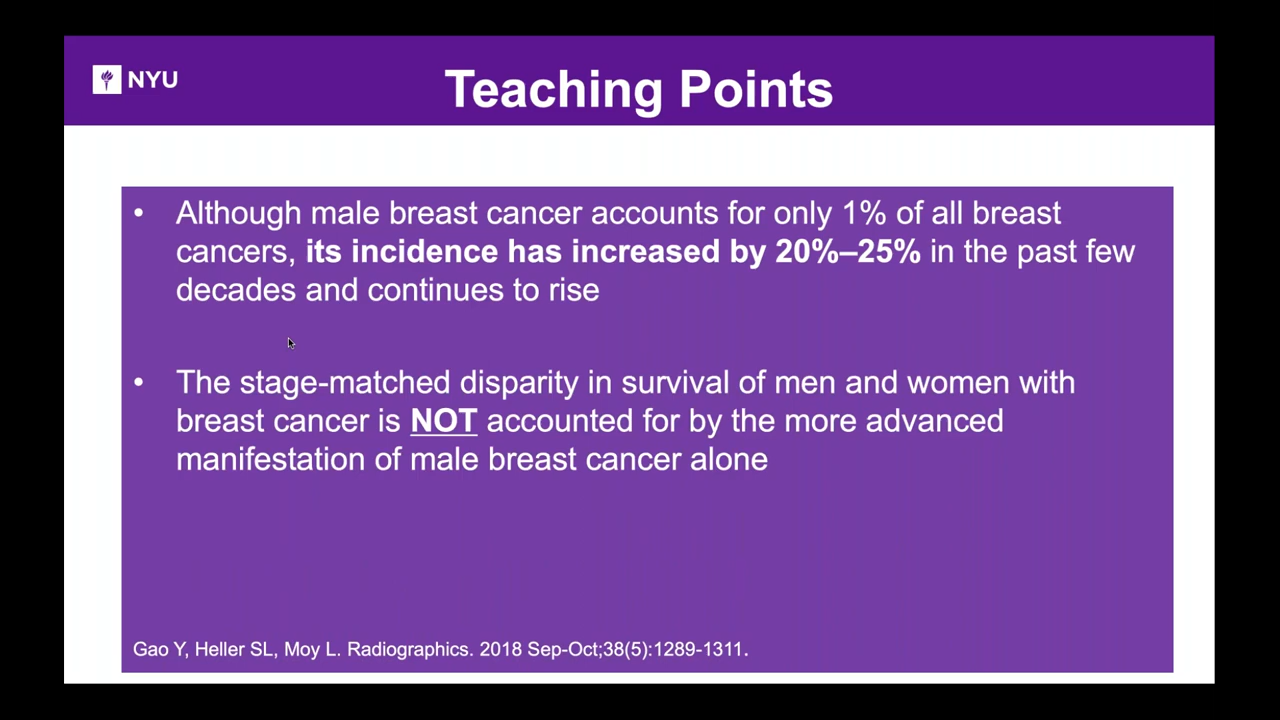 NYU
Teaching Points
• Although male breast cancer accounts for only 1% of all breast
cancers, its incidence has increased by 20%–25% in the past few
decades and continues to rise
• The stage-matched disparity in survival of men and women with
breast cancer is NOT accounted for by the more advanced
manifestation of male breast cancer alone
Gao Y, Heller SL, Moy L. Radiographics. 2018 Sep-Oct;38(5):1289-1311.